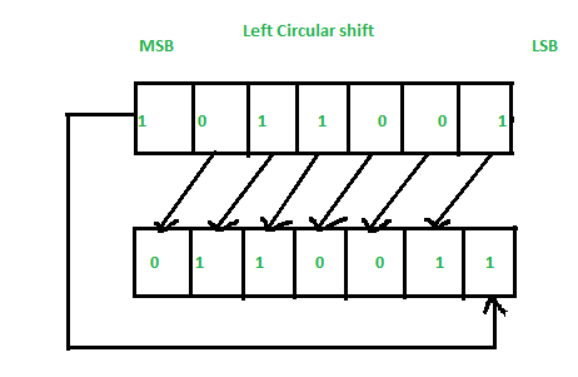 Left Circular shift
MSB LSB
1 0 1 1 0 0 1
0 1 1 0 0 1 1